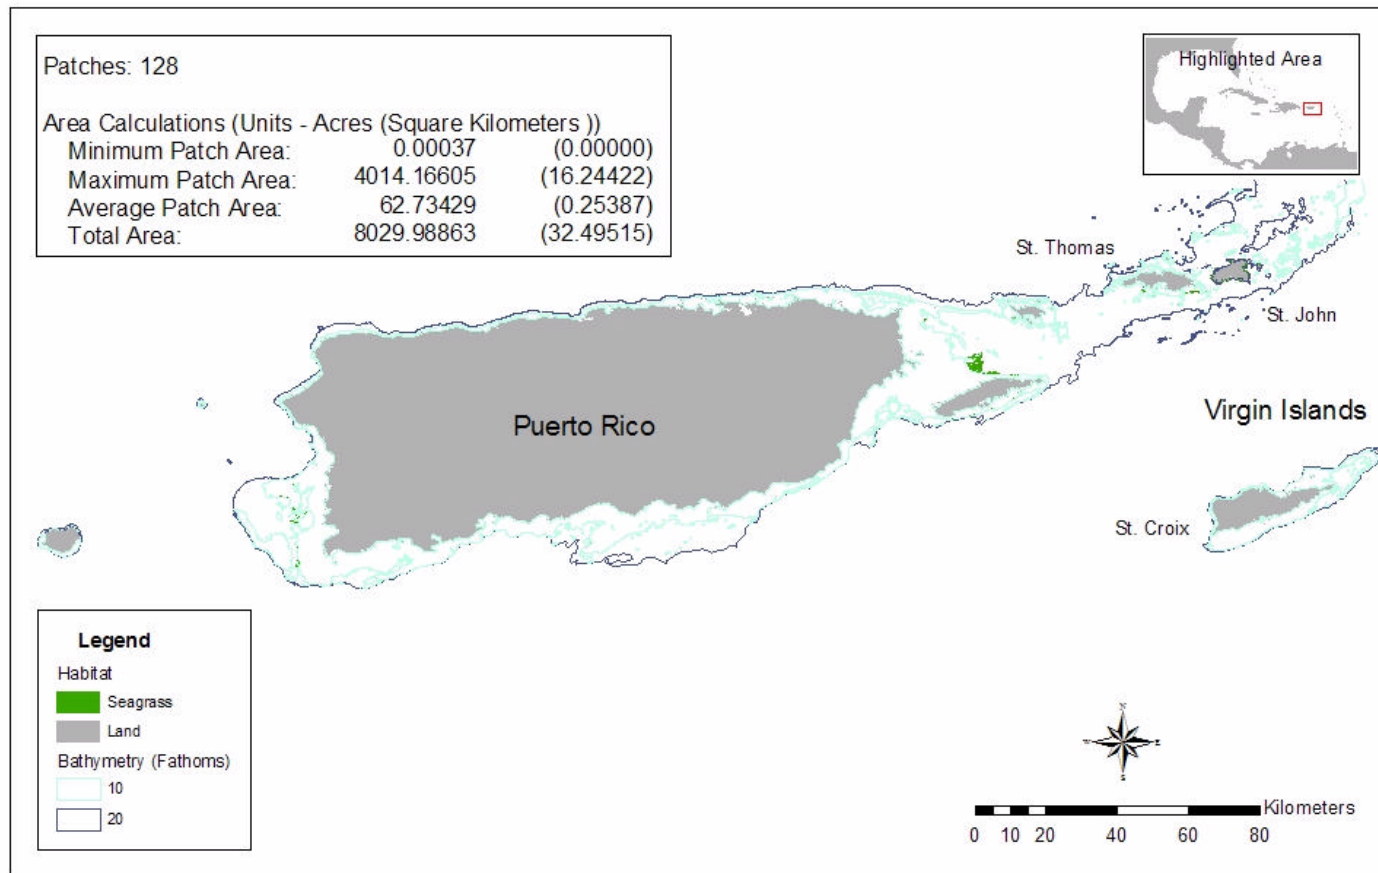 Patches: 128
Area Calculations (Units - Acres (Square Kilometers ))
Minimum Patch Area: 0.00037 (0.00000)
Maximum Patch Area: 4014.16605 (16.24422)
Average Patch Area: 62.73429 (0.25387)
Total Area: 8029.98863 (32.49515)
Highlighted Area
St. Thomas
St. John
Puerto Rico
Virgin Islands
St. Croix
Legend
Habitat
Seagrass
Land
Bathymetry (Fathoms)
10
20
N
W E
S
Kilometers
0 10 20 40 60 80